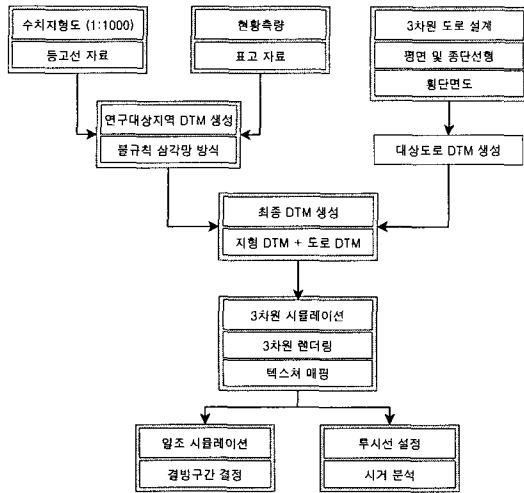 수치지형도 (1:1000)
등고선 자료
현황측량
표고 자료
3차원 도로 설계
평면 및 종단선형
횡단면도
연구대상지역 DTM 생성
불규칙 삼각망 방식
대상도로 DTM 생성
최종 DTM 생성
지형 DTM + 도로 DTM
3차원 시뮬레이션
3차원 렌더링
텍스쳐 매핑
일조 시뮬레이션
결빙구간 결정
투시선 설정
시거 분석